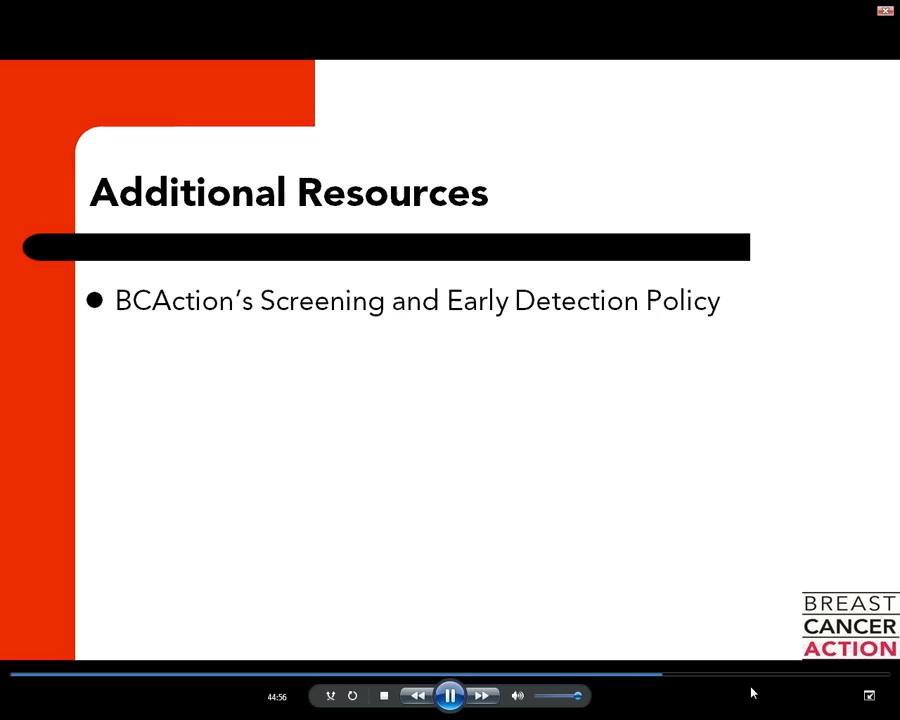 Additional Resources
BCAction’s Screening and Early Detection Policy
BREAST
CANCER
ACTION
44:56